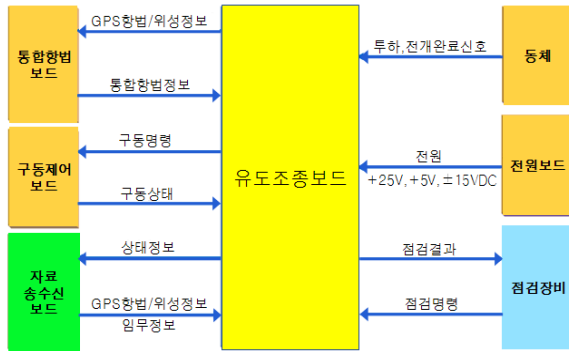 GPS항법/위성정보
통합항법
보드
통합항법정보
구동명령
구동제어
보드
구동상태
상태정보
자료
송수신
보드
GPS항법/위성정보
임무정보
유도조종보드
투하,전개완료신호
동체
전원
+25V,+5V,±15VDC
전원보드
점검결과
점검장비
점검명령